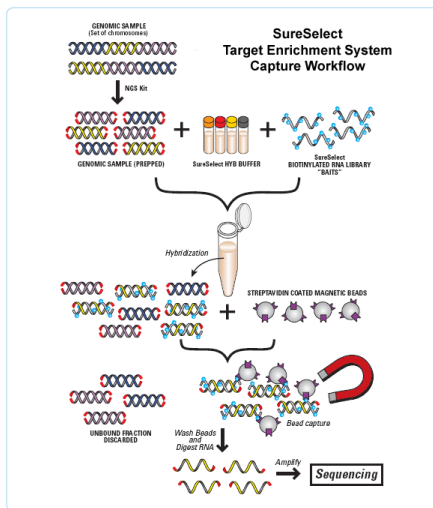 GENOMIC SAMPLE
(Set of chromosomes)
SureSelect
Target Enrichment System
Capture Workflow
NGS Kit
GENOMIC SAMPLE (PREPPED)
SureSelect HYB BUFFER
SureSelect
BIOTINYLATED RNA LIBRARY
"BAITS"
Hybridization
STREPTAVIDIN COATED MAGNETIC BEADS
UNBOUND FRACTION
DISCARDED
Bead capture
Wash Beads
and
Digest RNA
Amplify
Sequencing